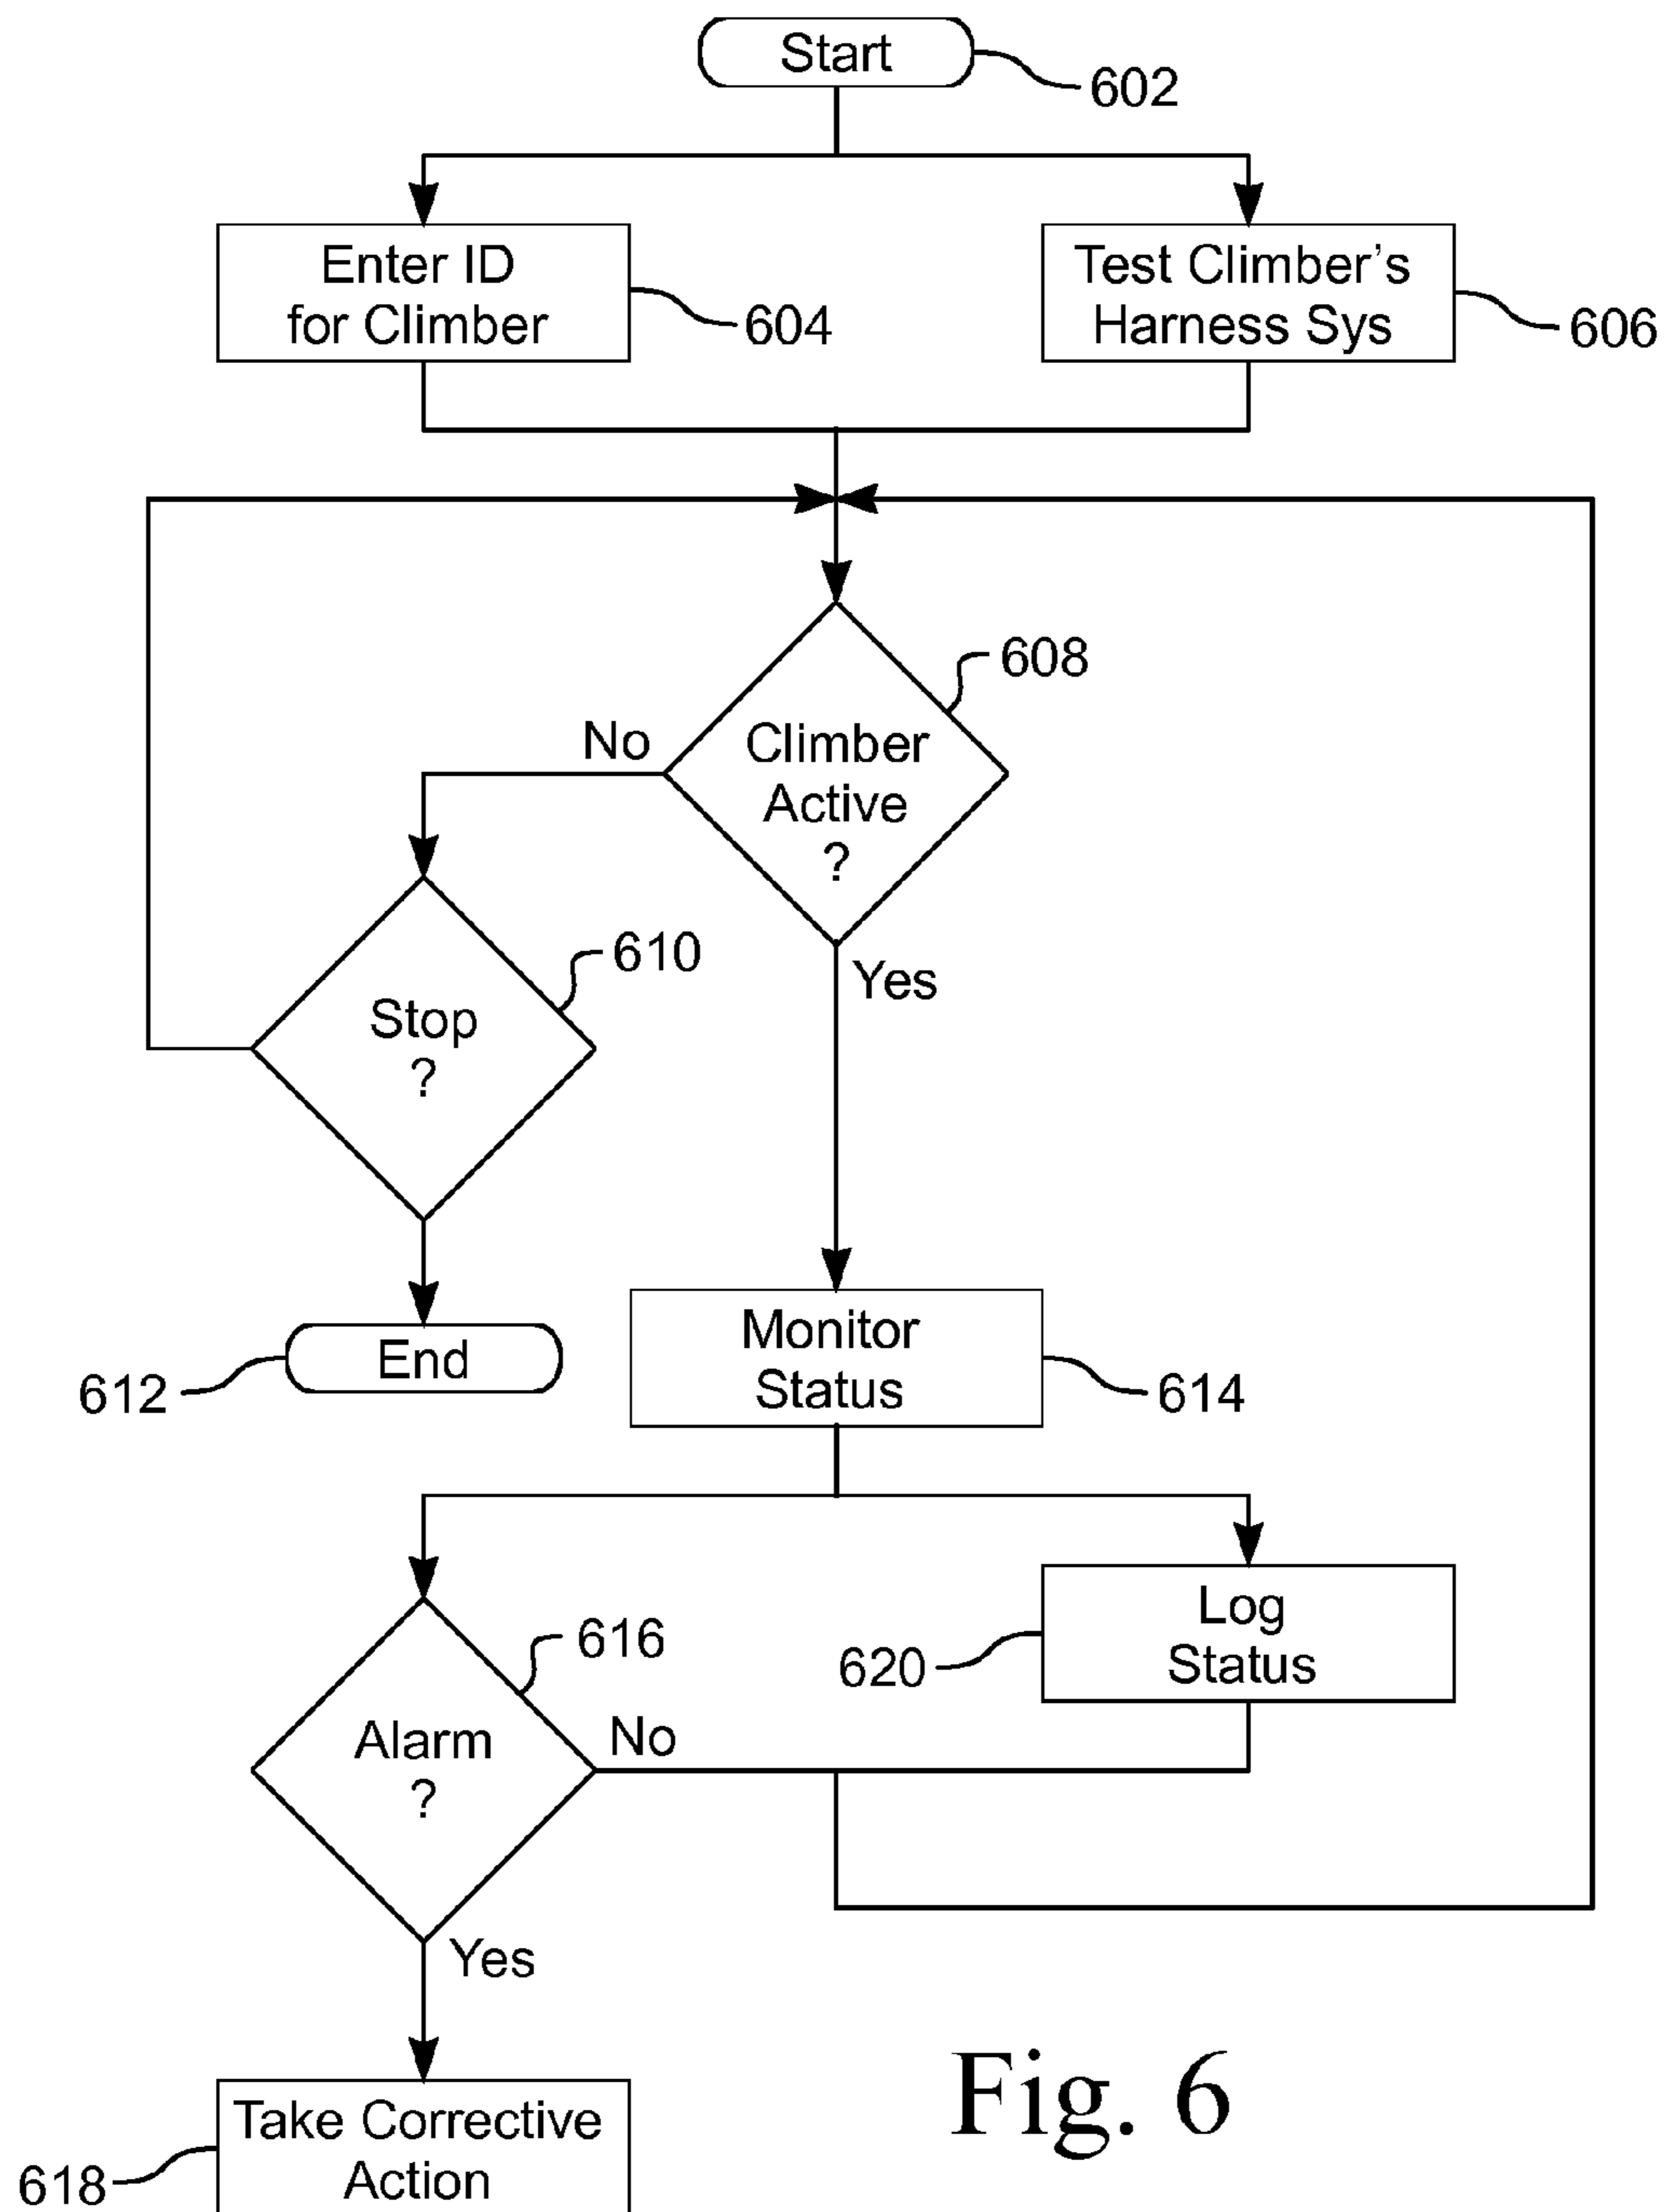 Start
602
Enter ID
for Climber
604
Test Climber's
Harness Sys
606
608
No
Climber
Active
?
610
Yes
Stop
?
End
612
Monitor
Status
614
616
Log
Status
620
Alarm
?
No
Yes
Take Corrective
Action
618
Fig. 6